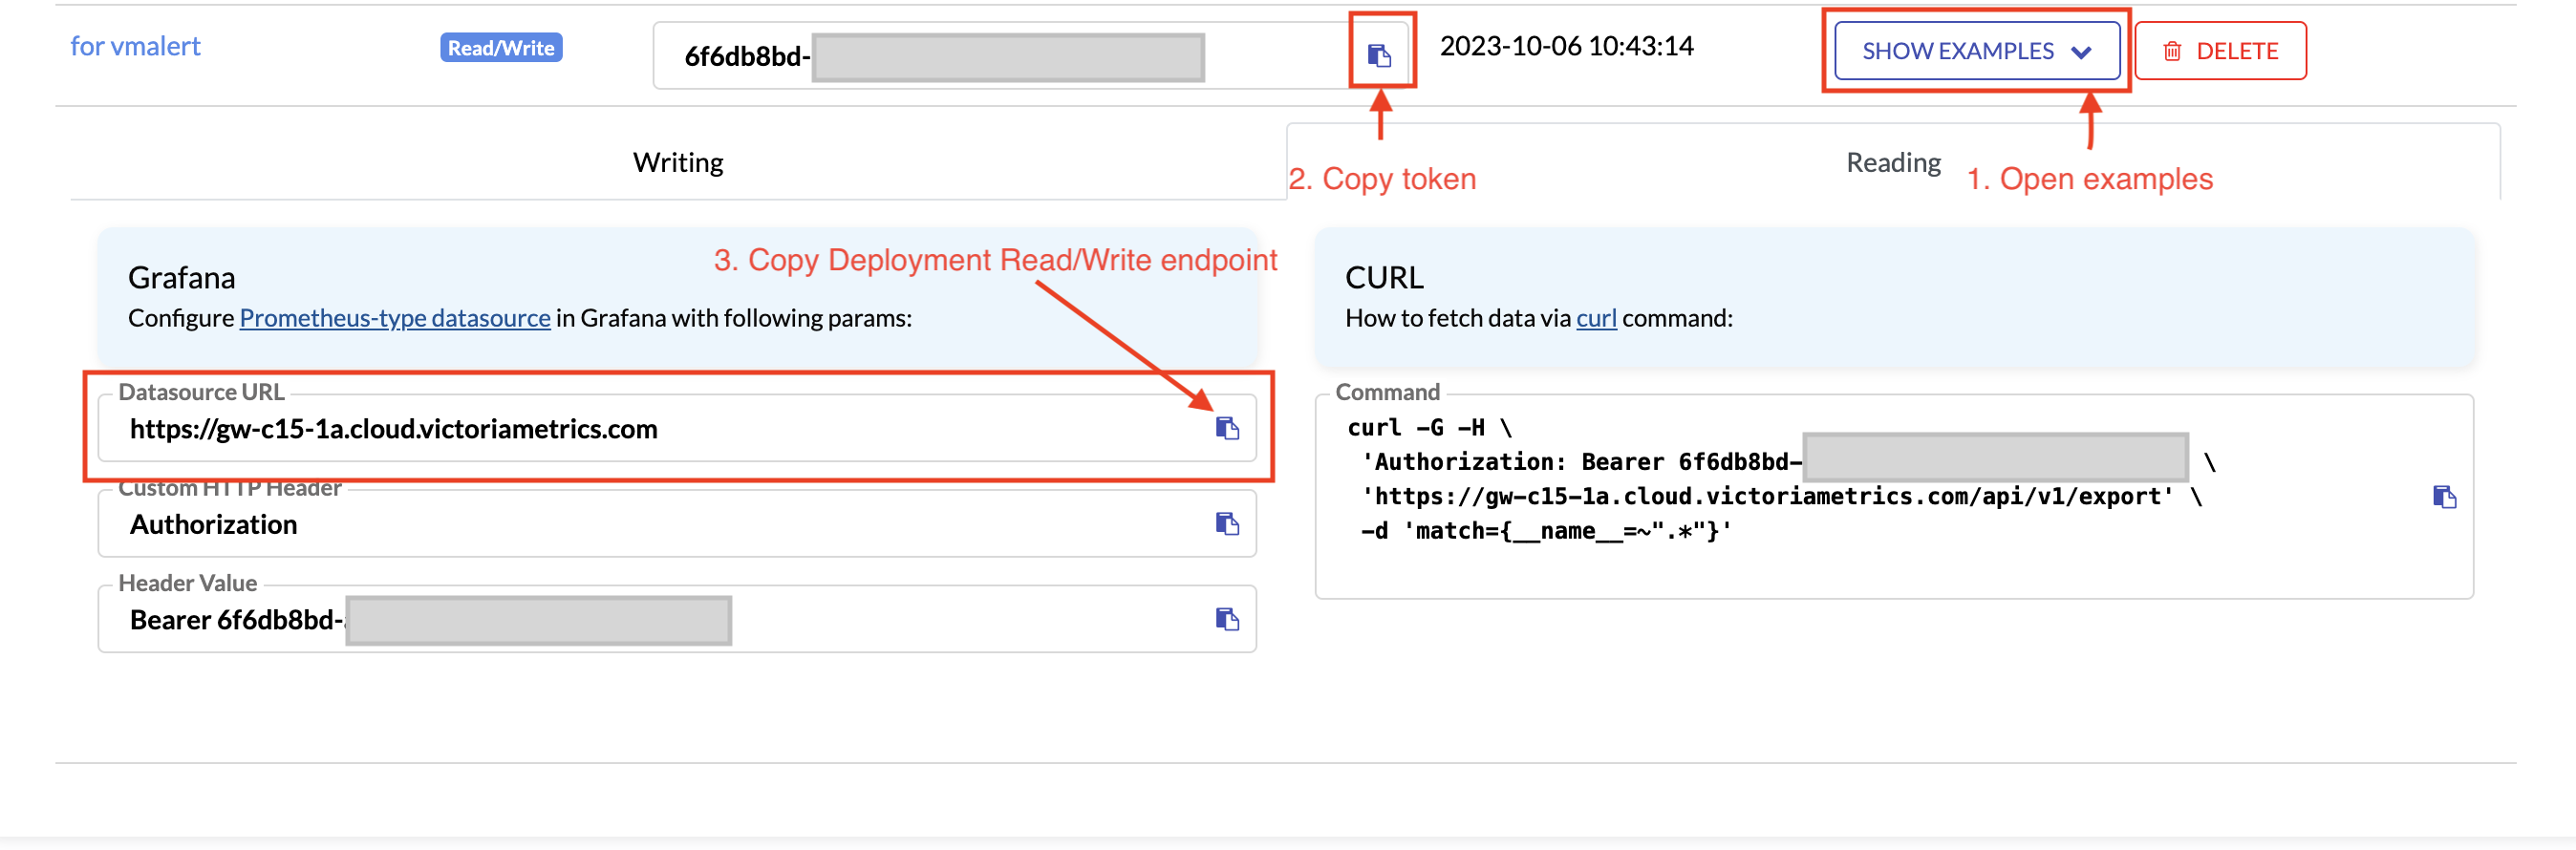 for vmalert
Read/Write
6f6db8bd-
2023-10-06 10:43:14
SHOW EXAMPLES
DELETE
Writing
Reading
2. Copy token
1. Open examples
Grafana
Configure Prometheus-type datasource in Grafana with following params:
3. Copy Deployment Read/Write endpoint
Datasource URL
https://gw-c15-1a.cloud.victoriametrics.com
Custom HTTP Header
Authorization
Header Value
Bearer 6f6db8bd-
CURL
How to fetch data via curl command:
Command
curl -G -H \
'Authorization: Bearer 6f6db8bd- \
'https://gw-c15-1a.cloud.victoriametrics.com/api/v1/export' \
-d 'match={__name__=~".*"}'